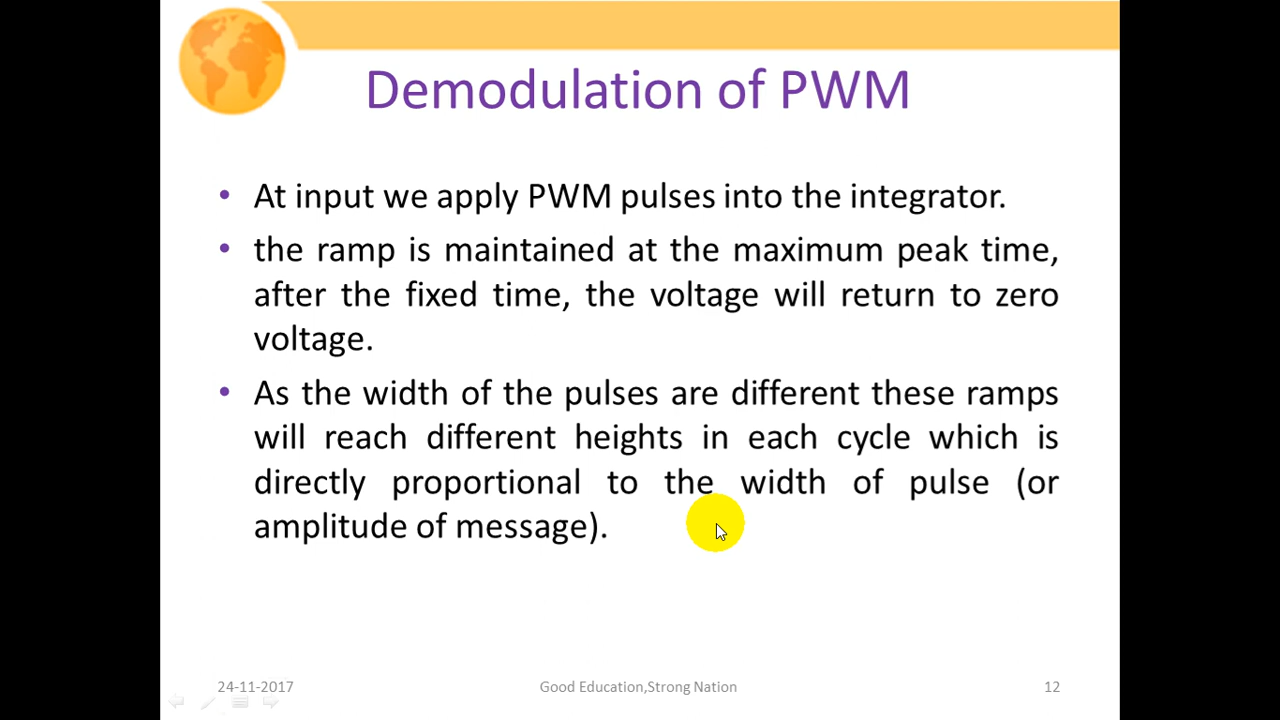 Demodulation of PWM
• At input we apply PWM pulses into the integrator.
• the ramp is maintained at the maximum peak time,
after the fixed time, the voltage will return to zero
voltage.
• As the width of the pulses are different these ramps
will reach different heights in each cycle which is
directly proportional to the width of pulse (or
amplitude of message).
24-11-2017 Good Education,Strong Nation 12